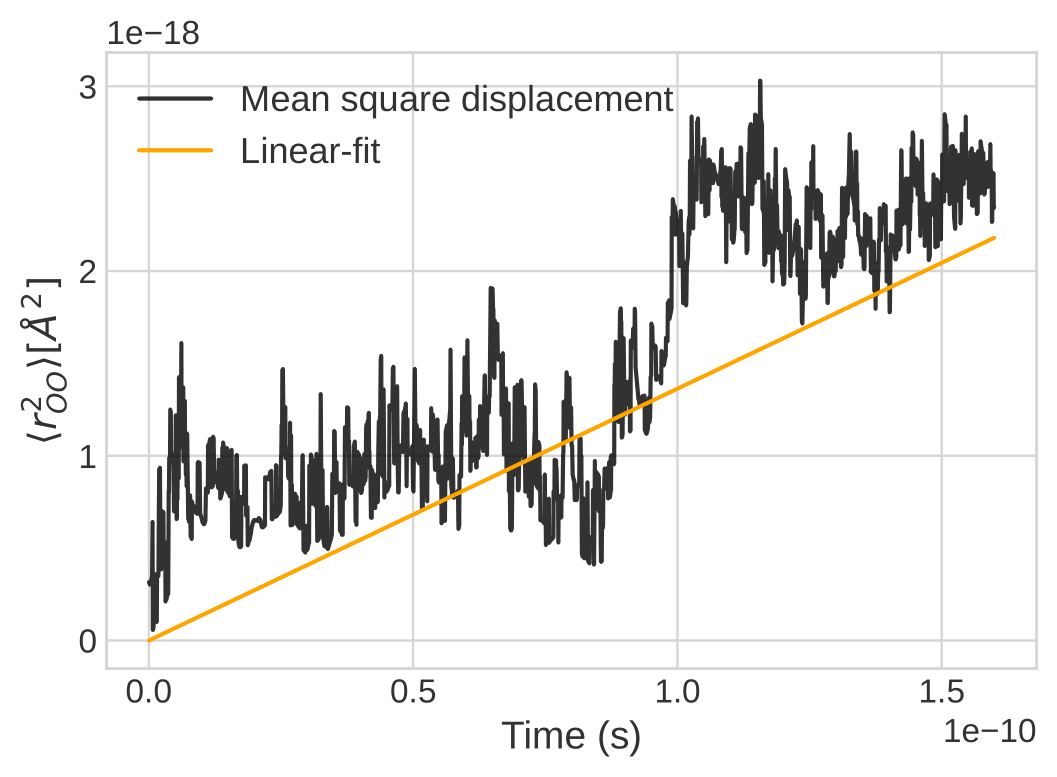 1e−18
3
2
1
0
Mean square displacement
Linear-fit
⟨r²_OO⟩[Å²]
0.0 0.5 1.0 1.5
1e−10
Time (s)